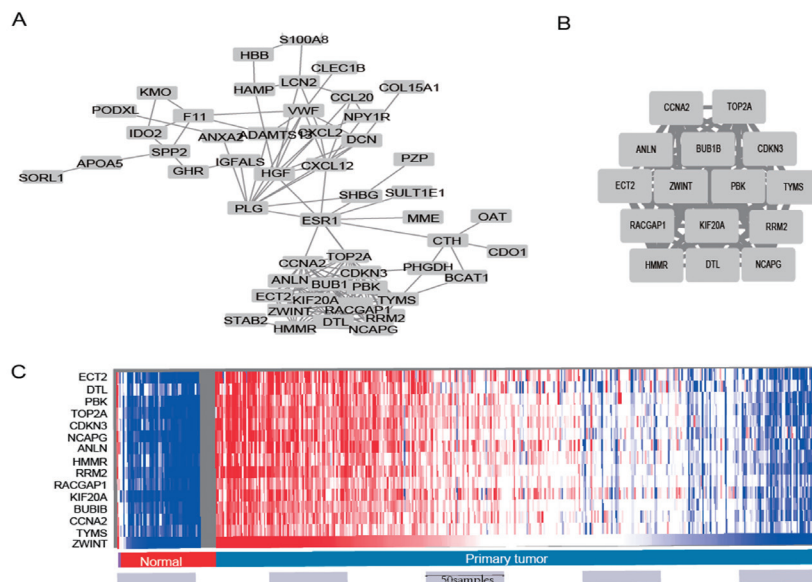 A
B
S100A8
HBB
CLEC1B
KMO
HAMP
LCN2
CCL20
COL15A1
PODXL
F11
VWF
NPY1R
IDO2
ANXA2
ADAMTS13
CXCL2
DCN
SPP2
APOA5
IGFALS
CXCL12
PZP
SORL1
GHR
HGF
SHBG
SULT1E1
PLG
ESR1
MME
OAT
CTH
CDO1
TOP2A
CCNA2
CDKN3
PHGDH
ANLN
BUB1
PBK
BCAT1
ECT2
KIF20A
TYMS
ZWINT
RACGAP1
STAB2
DTL
RRM2
HMMR
NCAPG
CCNA2 TOP2A
ANLN BUB1B CDKN3
ECT2 ZWINT PBK TYMS
RACGAP1 KIF20A RRM2
HMMR DTL NCAPG
C
ECT2
DTL
PBK
TOP2A
CDKN3
NCAPG
ANLN
HMMR
RRM2
RACGAP1
KIF20A
BUBIB
CCNA2
TYMS
ZWINT
Normal Primary tumor
50samples